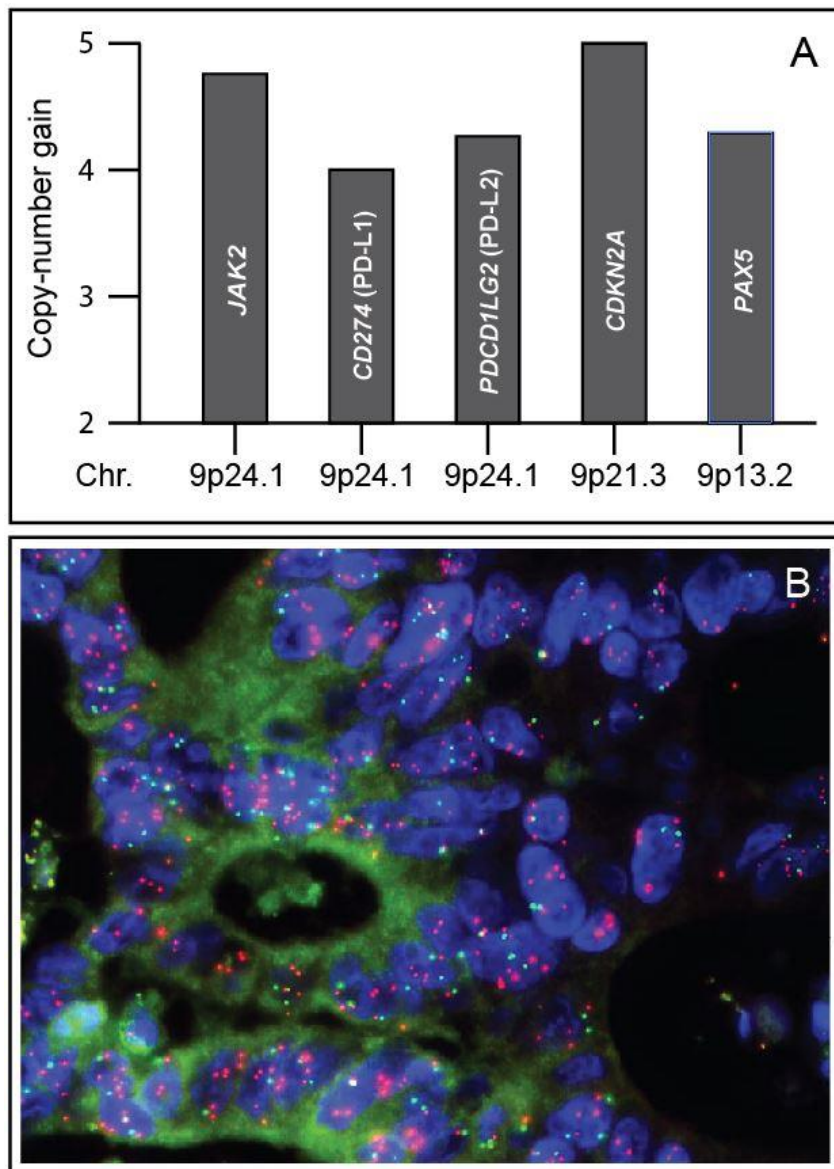 A
5
4
3
2
Copy-number gain
JAK2
CD274 (PD-L1)
PDCD1LG2 (PD-L2)
CDKN2A
PAX5
Chr. 9p24.1 9p24.1 9p24.1 9p21.3 9p13.2
B